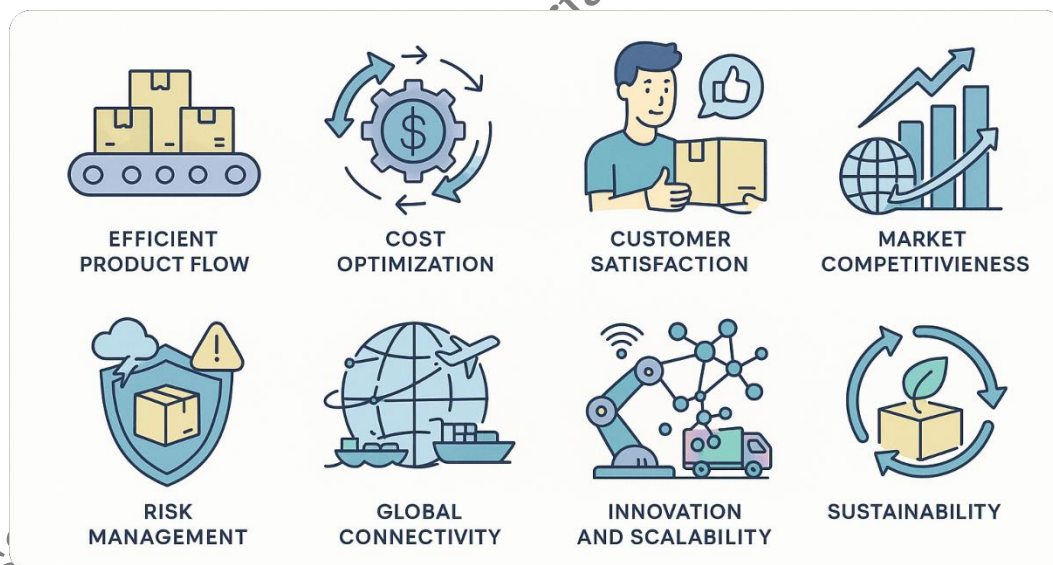 EFFICIENT
PRODUCT FLOW
COST
OPTIMIZATION
CUSTOMER
SATISFACTION
MARKET
COMPETITIVIENESS
RISK
MANAGEMENT
GLOBAL
CONNECTIVITY
INNOVATION
AND SCALABILITY
SUSTAINABILITY